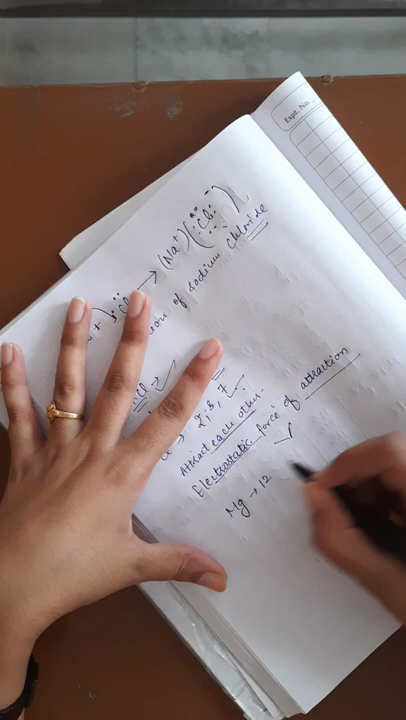 Expt. No.
→ (Na⁺)(:Cl:)⁻
of sodium chloride
→ 2:8,7
Attract each other.
Electrostatic force of attraction
Mg → 12